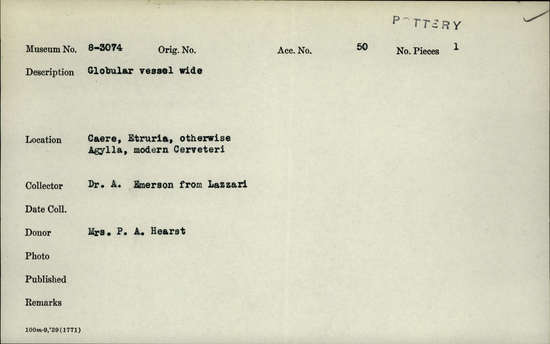 POTTERY
Museum No. 8-3074 Orig. No. Acc. No. 50 No. Pieces 1
Description Globular vessel wide
Location Caere, Etruria, otherwise
Agylla, modern Cerveteri
Collector Dr. A. Emerson from Lazzari
Date Coll.
Donor Mrs. P. A. Hearst
Photo
Published
Remarks
100m-9,'29(1771)